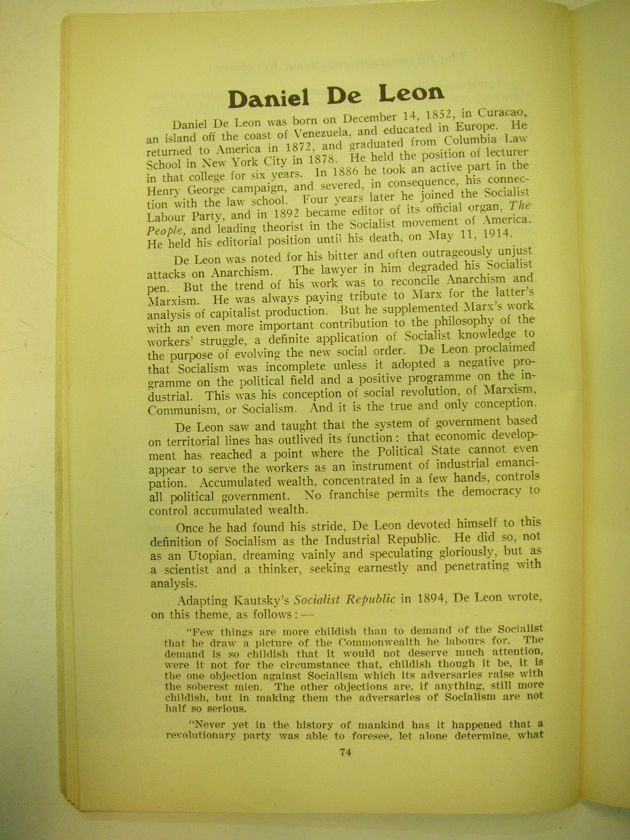 Daniel De Leon
Daniel De Leon was born on December 14, 1852, in Curacao,
an island off the coast of Venezuela, and educated in Europe. He
returned to America in 1872, and graduated from Columbia Law
School in New York City in 1878. He held the position of lecturer
in that college for six years. In 1886 he took an active part in the
Henry George campaign, and severed, in consequence, his connec-
tion with the law school. Four years later he joined the Socialist
Labour Party, and in 1892 became editor of its official organ, The
People, and leading theorist in the Socialist movement of America.
He held his editorial position until his death, on May 11, 1914.
De Leon was noted for his bitter and often outrageously unjust
attacks on Anarchism. The lawyer in him degraded his Socialist
pen. But the trend of his work was to reconcile Anarchism and
Marxism. He was always paying tribute to Marx for the latter's
analysis of capitalist production. But he supplemented Marx's work
with an even more important contribution to the philosophy of the
workers' struggle, a definite application of Socialist knowledge to
the purpose of evolving the new social order. De Leon proclaimed
that Socialism was incomplete unless it adopted a negative pro-
gramme on the political field and a positive programme on the in-
dustrial. This was his conception of social revolution, of Marxism,
Communism, or Socialism. And it is the true and only conception.
De Leon saw and taught that the system of government based
on territorial lines has outlived its function : that economic develop-
ment has reached a point where the Political State cannot even
appear to serve the workers as an instrument of industrial emanci-
pation. Accumulated wealth, concentrated in a few hands, controls
all political government. No franchise permits the democracy to
control accumulated wealth.
Once he had found his stride, De Leon devoted himself to this
definition of Socialism as the Industrial Republic. He did so, not
as an Utopian, dreaming vainly and speculating gloriously, but as
a scientist and a thinker, seeking earnestly and penetrating with
analysis.
Adapting Kautsky's Socialist Republic in 1894, De Leon wrote,
on this theme, as follows : —
"Few things are more childish than to demand of the Socialist
that he draw a picture of the Commonwealth he labours for. The
demand is so childish that it would not deserve much attention,
were it not for the circumstance that, childish though it be, it is
the one objection against Socialism which its adversaries raise with
the soberest mien. The other objections are, if anything, still more
childish, but in making them the adversaries of Socialism are not
half so serious.
"Never yet in the history of mankind has it happened that a
revolutionary party was able to foresee, let alone determine, what
74